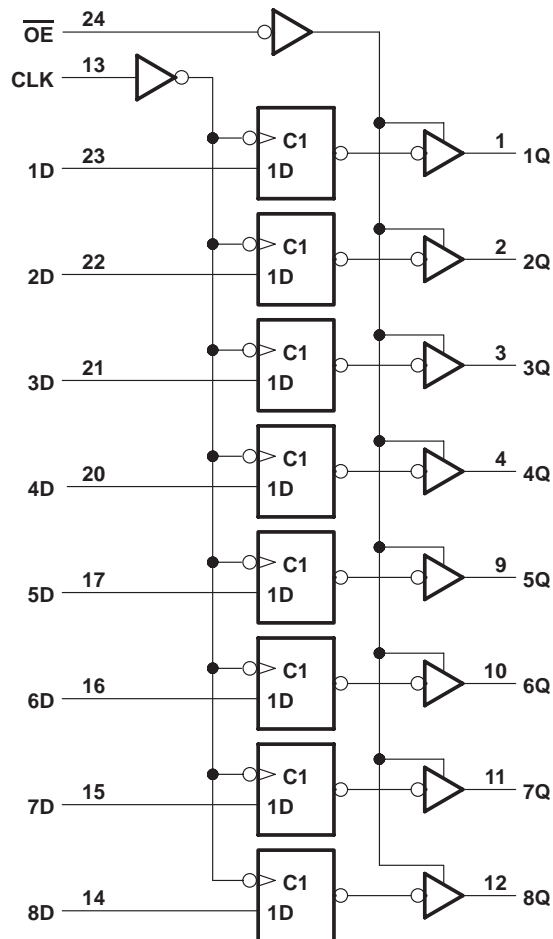 OE 24
CLK 13
C1 1
1D 23 1D 1Q
C1 2
2D 22 1D 2Q
C1 3
3D 21 1D 3Q
C1 4
4D 20 1D 4Q
C1 9
5D 17 1D 5Q
C1 10
6D 16 1D 6Q
C1 11
7D 15 1D 7Q
C1 12
8D 14 1D 8Q